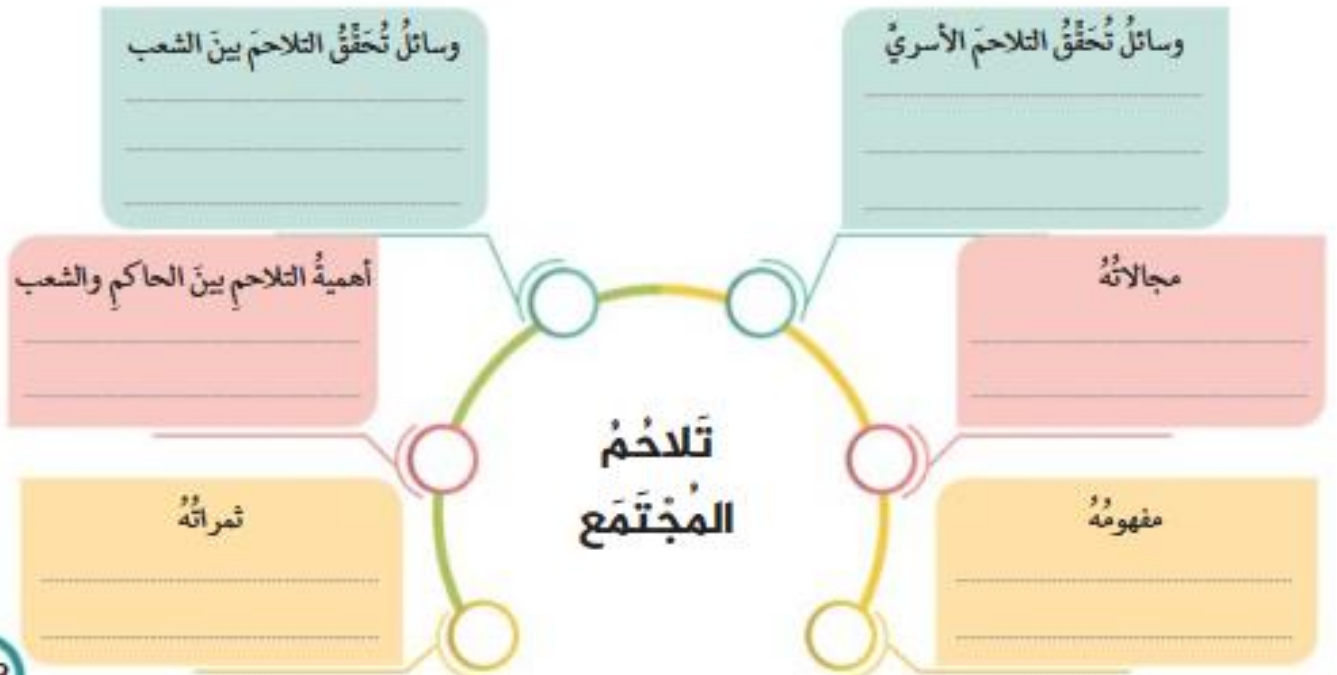 وسائلُ تُحَقِّقُ التلاحمَ الأسريَّ
وسائلُ تُحَقِّقُ التلاحمَ بينَ الشعب
مجالاتُهُ
أهميةُ التلاحمِ بينَ الحاكمِ والشعب
تَلاحُمُ
المُجْتَمَع
مفهومُهُ
ثمراتُهُ